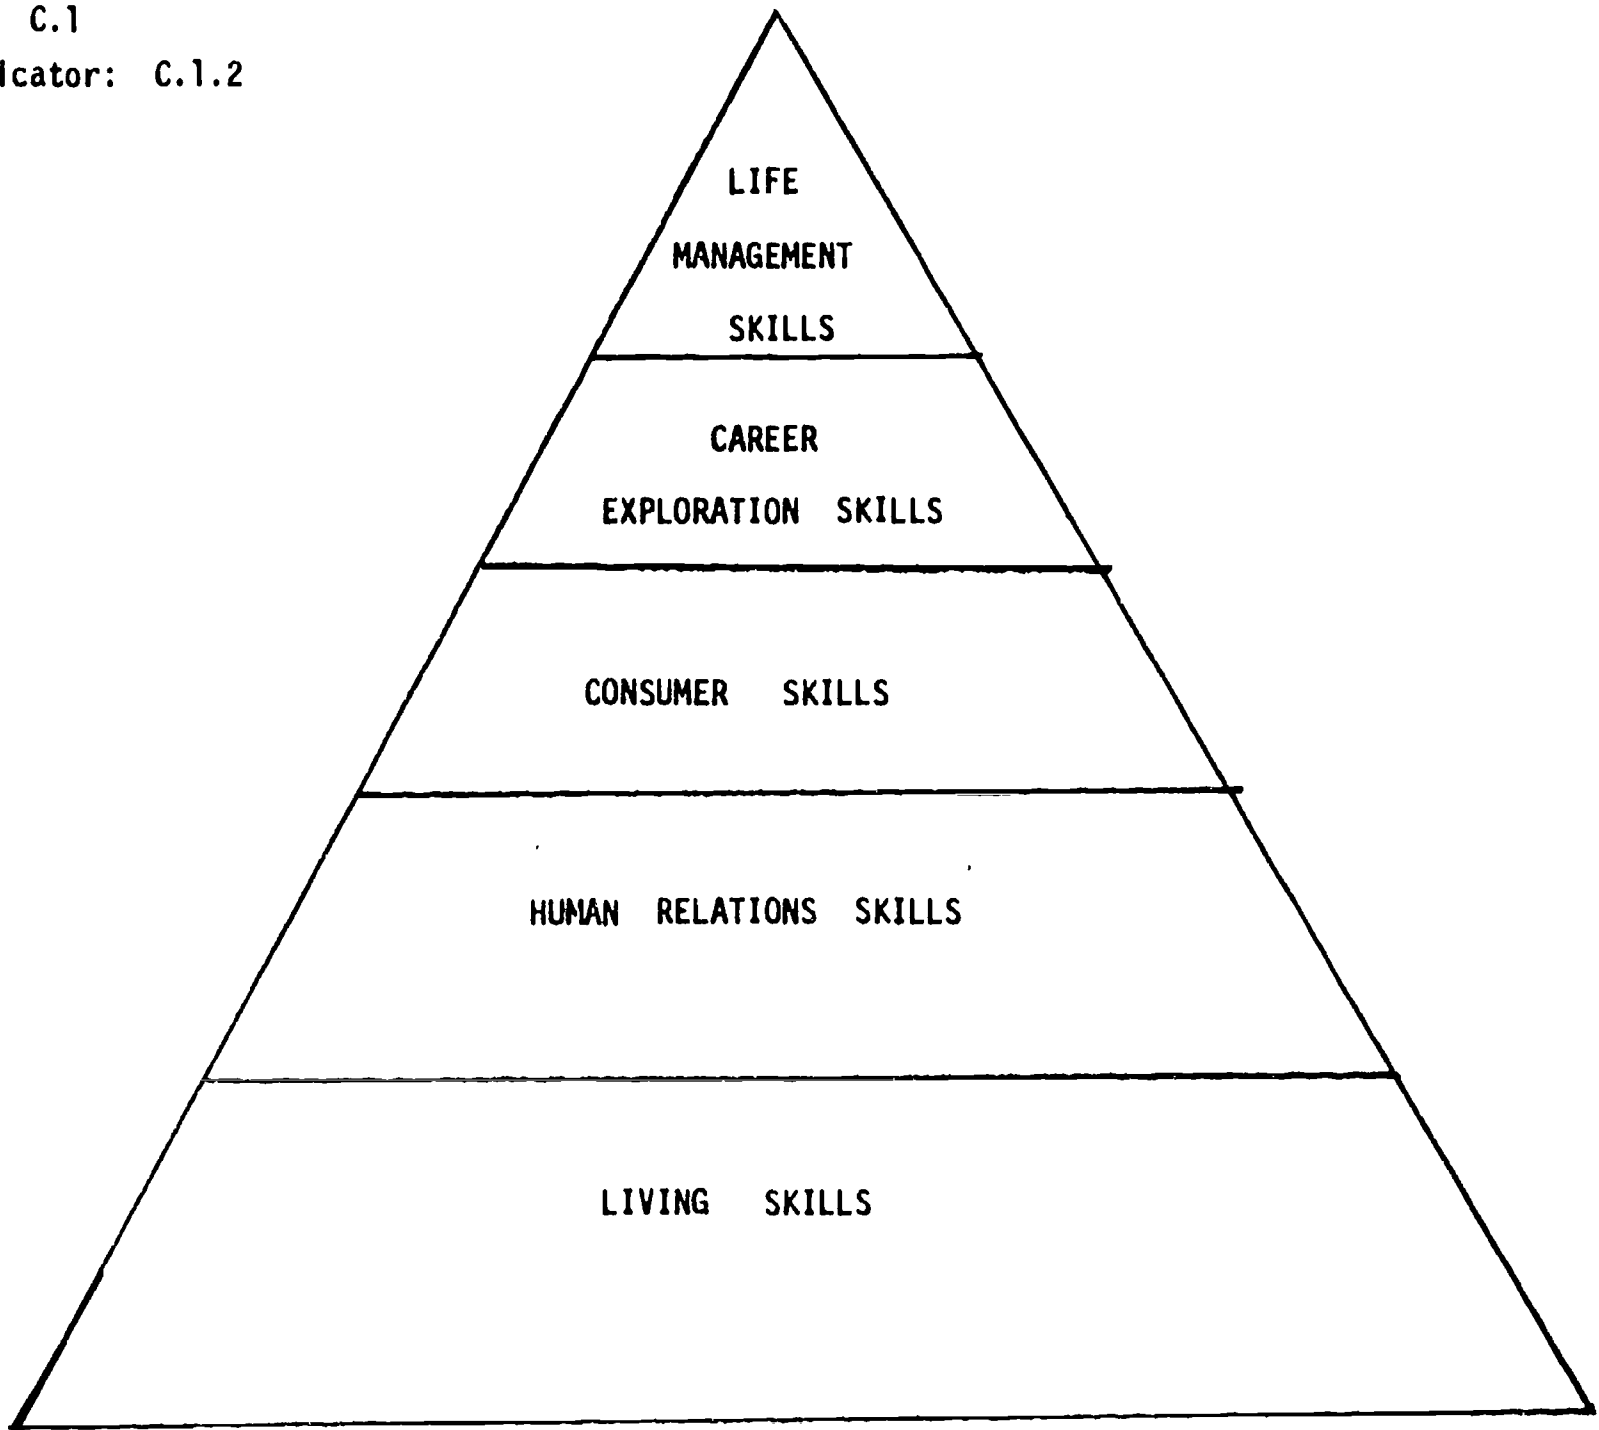 C.1
icator: C.1.2
LIFE
MANAGEMENT
SKILLS
CAREER
EXPLORATION SKILLS
CONSUMER SKILLS
HUMAN RELATIONS SKILLS
LIVING SKILLS